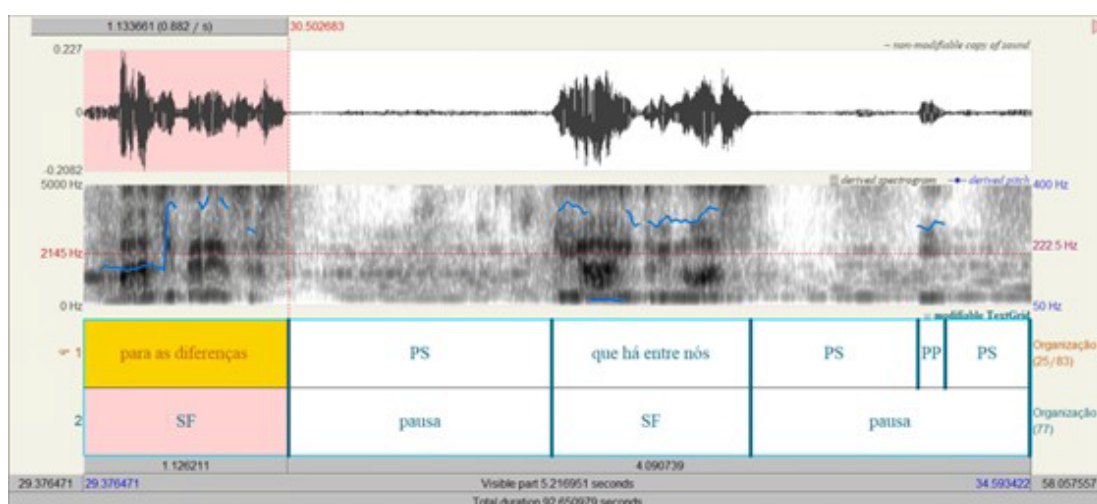 1.133661 (0.882 / s) 30.502683
0.227
– non-modifiable copy of sound
0
-0.2082
5000 Hz
derived spectrogram derived pitch 400 Hz
2145 Hz 222.5 Hz
0 Hz 50 Hz
modifiable TextGrid
1 para as diferenças PS que há entre nós PS PP PS Organização
(25/83)
2 SF pausa SF pausa Organização
(77)
1.126211 4.090739
29.376471 29.376471 Visible part 5.216951 seconds 34.593422 58.057557
Total duration 92.650979 seconds